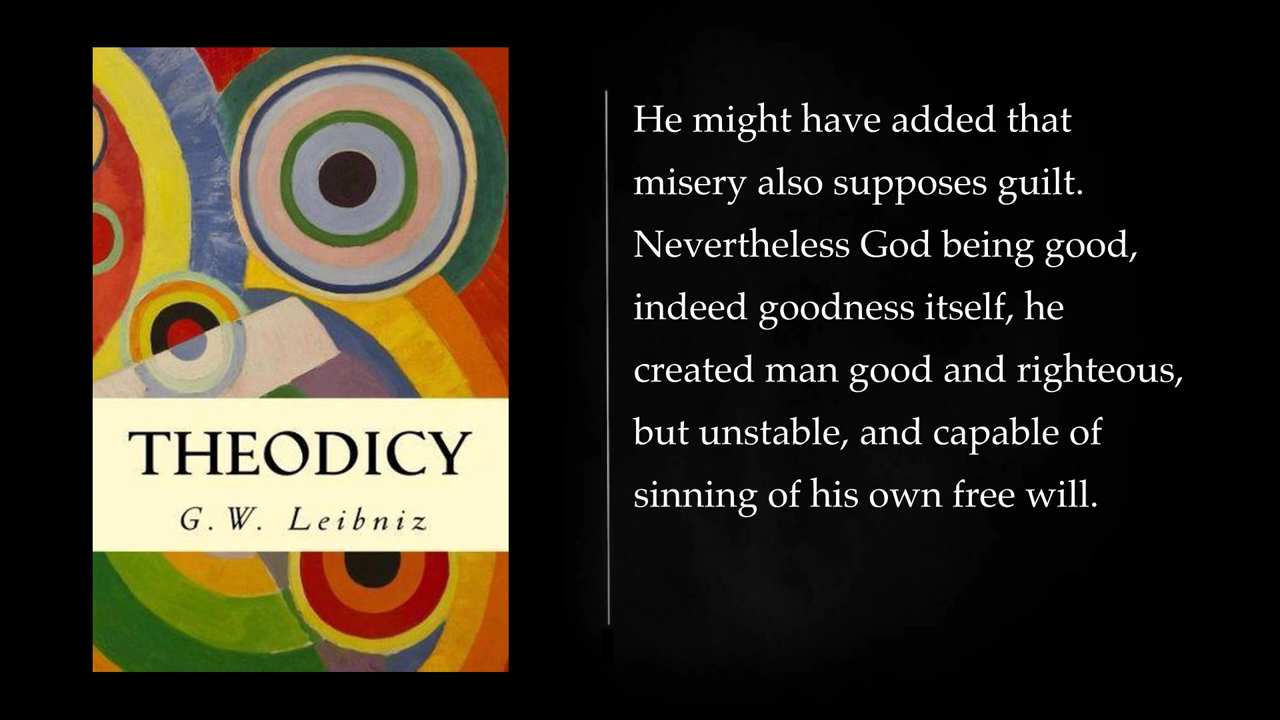 THEODICY
G.W. Leibniz
He might have added that
misery also supposes guilt.
Nevertheless God being good,
indeed goodness itself, he
created man good and righteous,
but unstable, and capable of
sinning of his own free will.